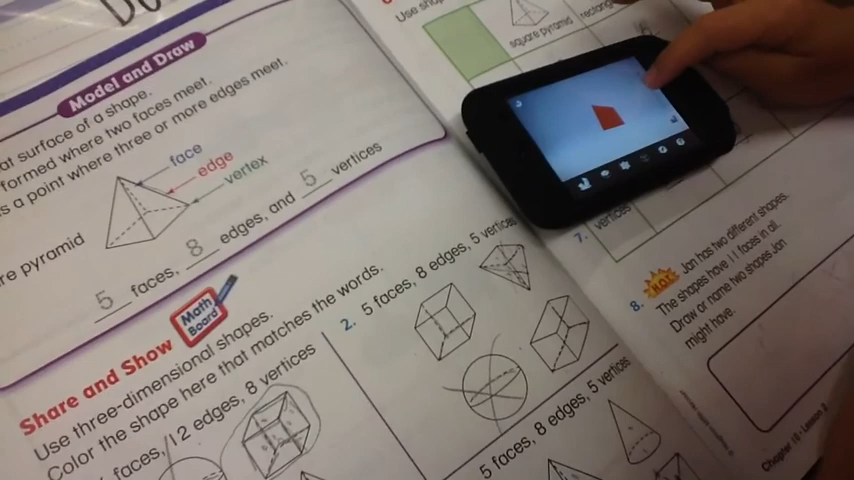 Model and Draw
at surface of a shape.
formed where two faces meet.
s a point where three or more edges meet.
face
edge
vertex
re pyramid
5 faces, 8 edges, and 5 vertices
Math Board
Share and Show
Use three-dimensional shapes.
Color the shape here that matches the words.
faces, 12 edges, 8 vertices
2. 5 faces, 8 edges, 5 vertices
5 faces, 8 edges, 5 vertices
Use
square pyramid
7. vertices
8. H.O.T. Jan has two different shapes.
The shapes have 11 faces in all.
Draw or name two shapes Jan
might have.